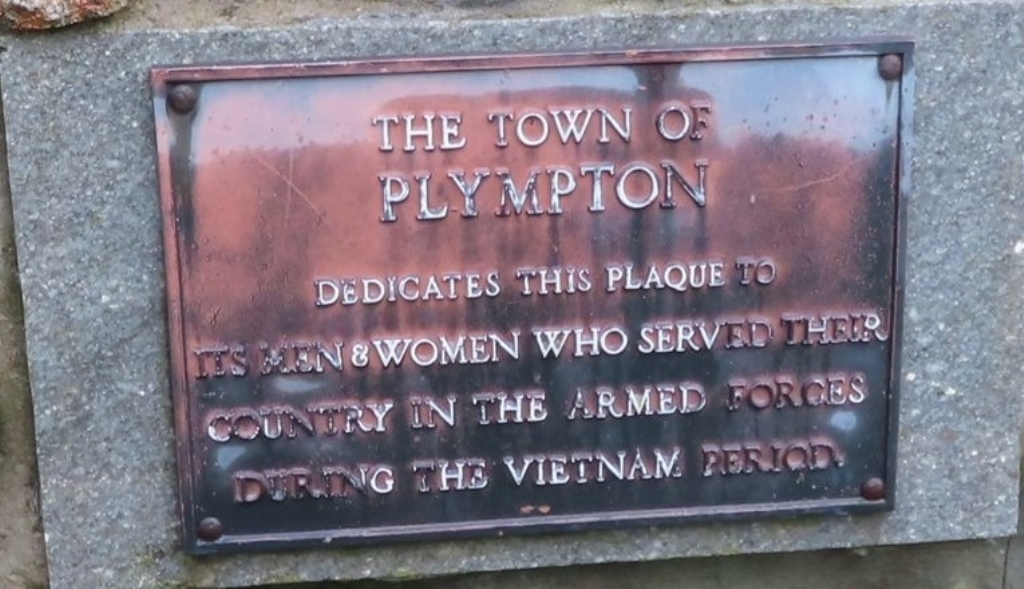 THE TOWN OF
PLYMPTON
DEDICATES THIS PLAQUE TO
ITS MEN & WOMEN WHO SERVED THEIR
COUNTRY IN THE ARMED FORCES
DURING THE VIETNAM PERIOD.